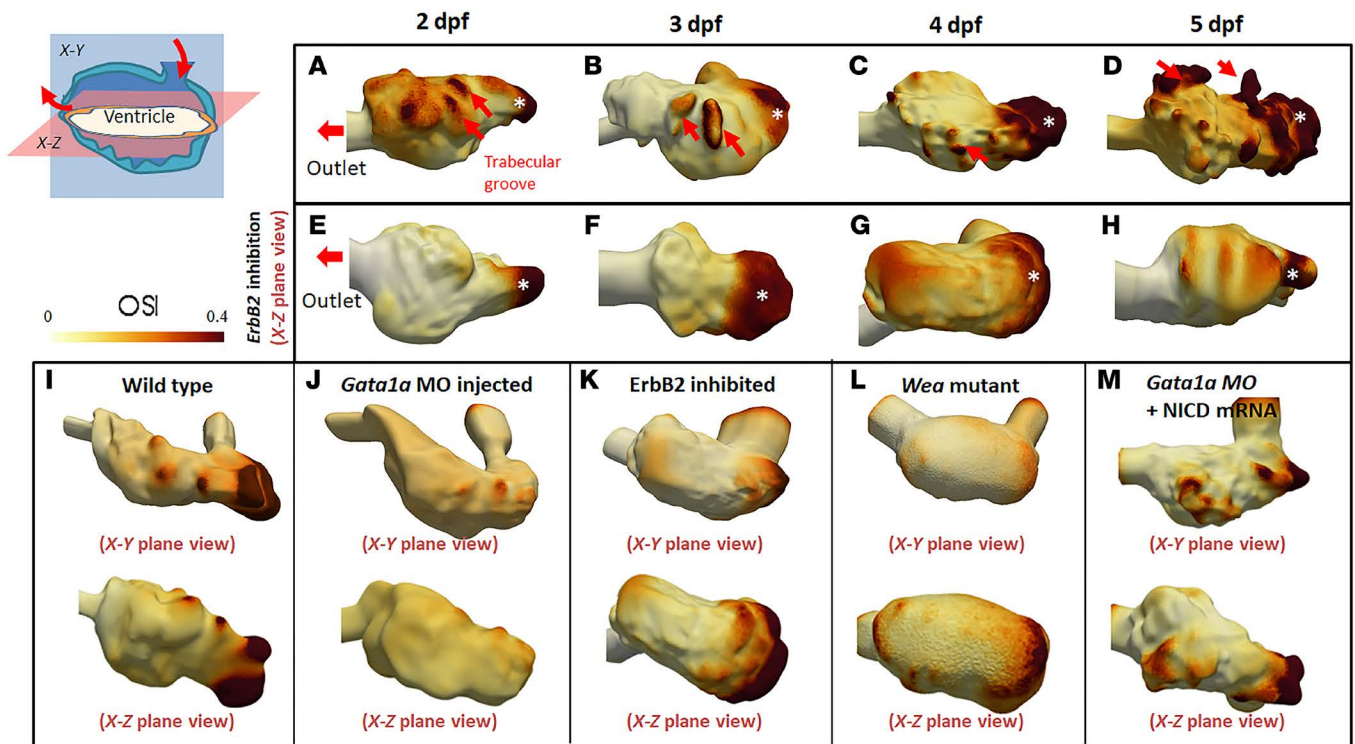 2 dpf
3 dpf
4 dpf
5 dpf
X-Y
Ventricle
X-Z
A
B
C
D
*
*
*
*
Outlet
Trabecular
groove
ErbB2 inhibition
(X-Z plane view)
E
F
G
H
*
*
*
*
Outlet
OSI
0
0.4
I
Wild type
J
Gata1a MO injected
K
ErbB2 inhibited
L
Wea mutant
M
Gata1a MO
+ NICD mRNA
(X-Y plane view)
(X-Y plane view)
(X-Y plane view)
(X-Y plane view)
(X-Y plane view)
(X-Z plane view)
(X-Z plane view)
(X-Z plane view)
(X-Z plane view)
(X-Z plane view)